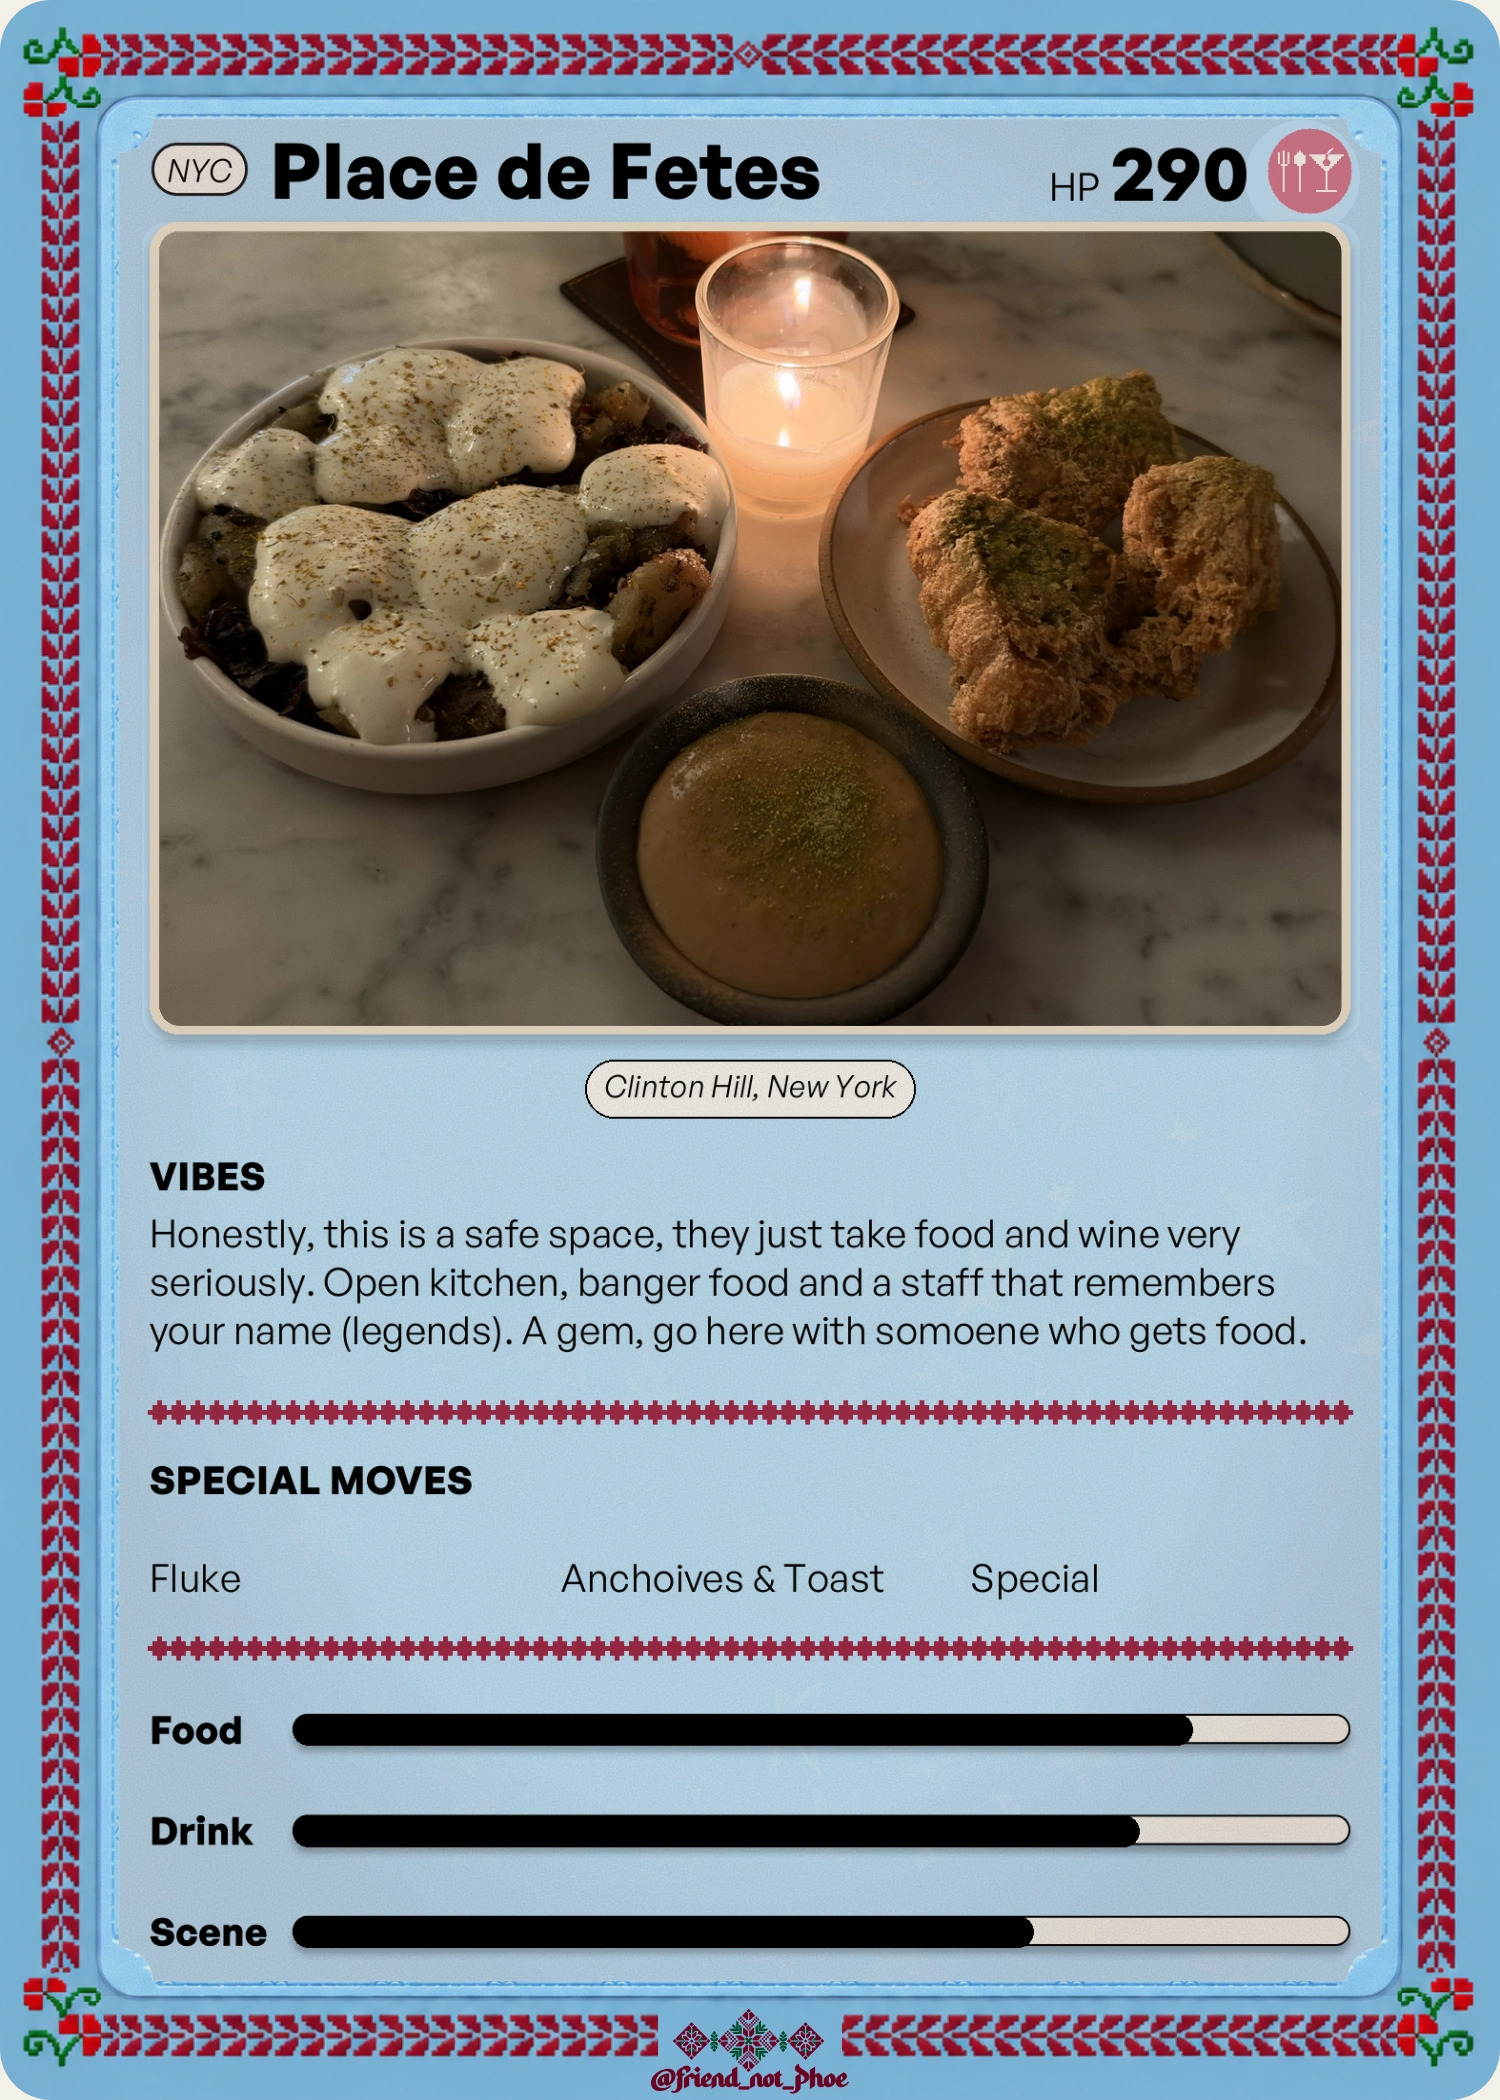 NYC Place de Fetes HP 290
Clinton Hill, New York
VIBES
Honestly, this is a safe space, they just take food and wine very
seriously. Open kitchen, banger food and a staff that remembers
your name (legends). A gem, go here with somoene who gets food.
SPECIAL MOVES
Fluke Anchoives & Toast Special
Food
Drink
Scene
@friend_not_phoe